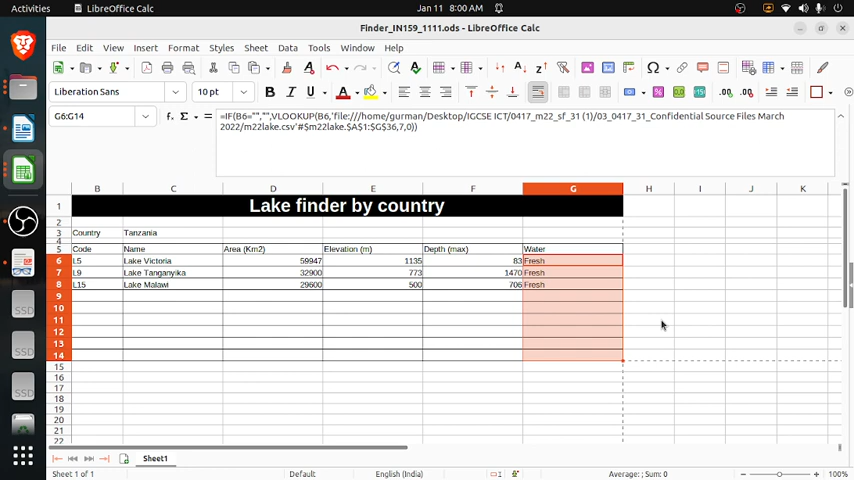 Activities
LibreOffice Calc
Jan 11 8:00 AM
Finder_IN159_1111.ods - LibreOffice Calc
File Edit View Insert Format Styles Sheet Data Tools Window Help
Liberation Sans 10 pt
G6:G14
=IF(B6="","",VLOOKUP(B6,'file:///home/gurman/Desktop/IGCSE ICT/0417_m22_sf_31 (1)/03_0417_31_Confidential Source Files March
2022/m22lake.csv'#$m22lake.$A$1:$G$36,7,0))
B C D E F G H I J K
1 Lake finder by country
2
3 Country Tanzania
4
5 Code Name Area (Km2) Elevation (m) Depth (max) Water
6 L5 Lake Victoria 59947 1135 83 Fresh
7 L9 Lake Tanganyika 32900 773 1470 Fresh
8 L15 Lake Malawi 29600 500 706 Fresh
9
10
11
12
13
14
15
16
17
18
19
20
21
22
Sheet1
Sheet 1 of 1 Default English (India) Average: ; Sum: 0 100%